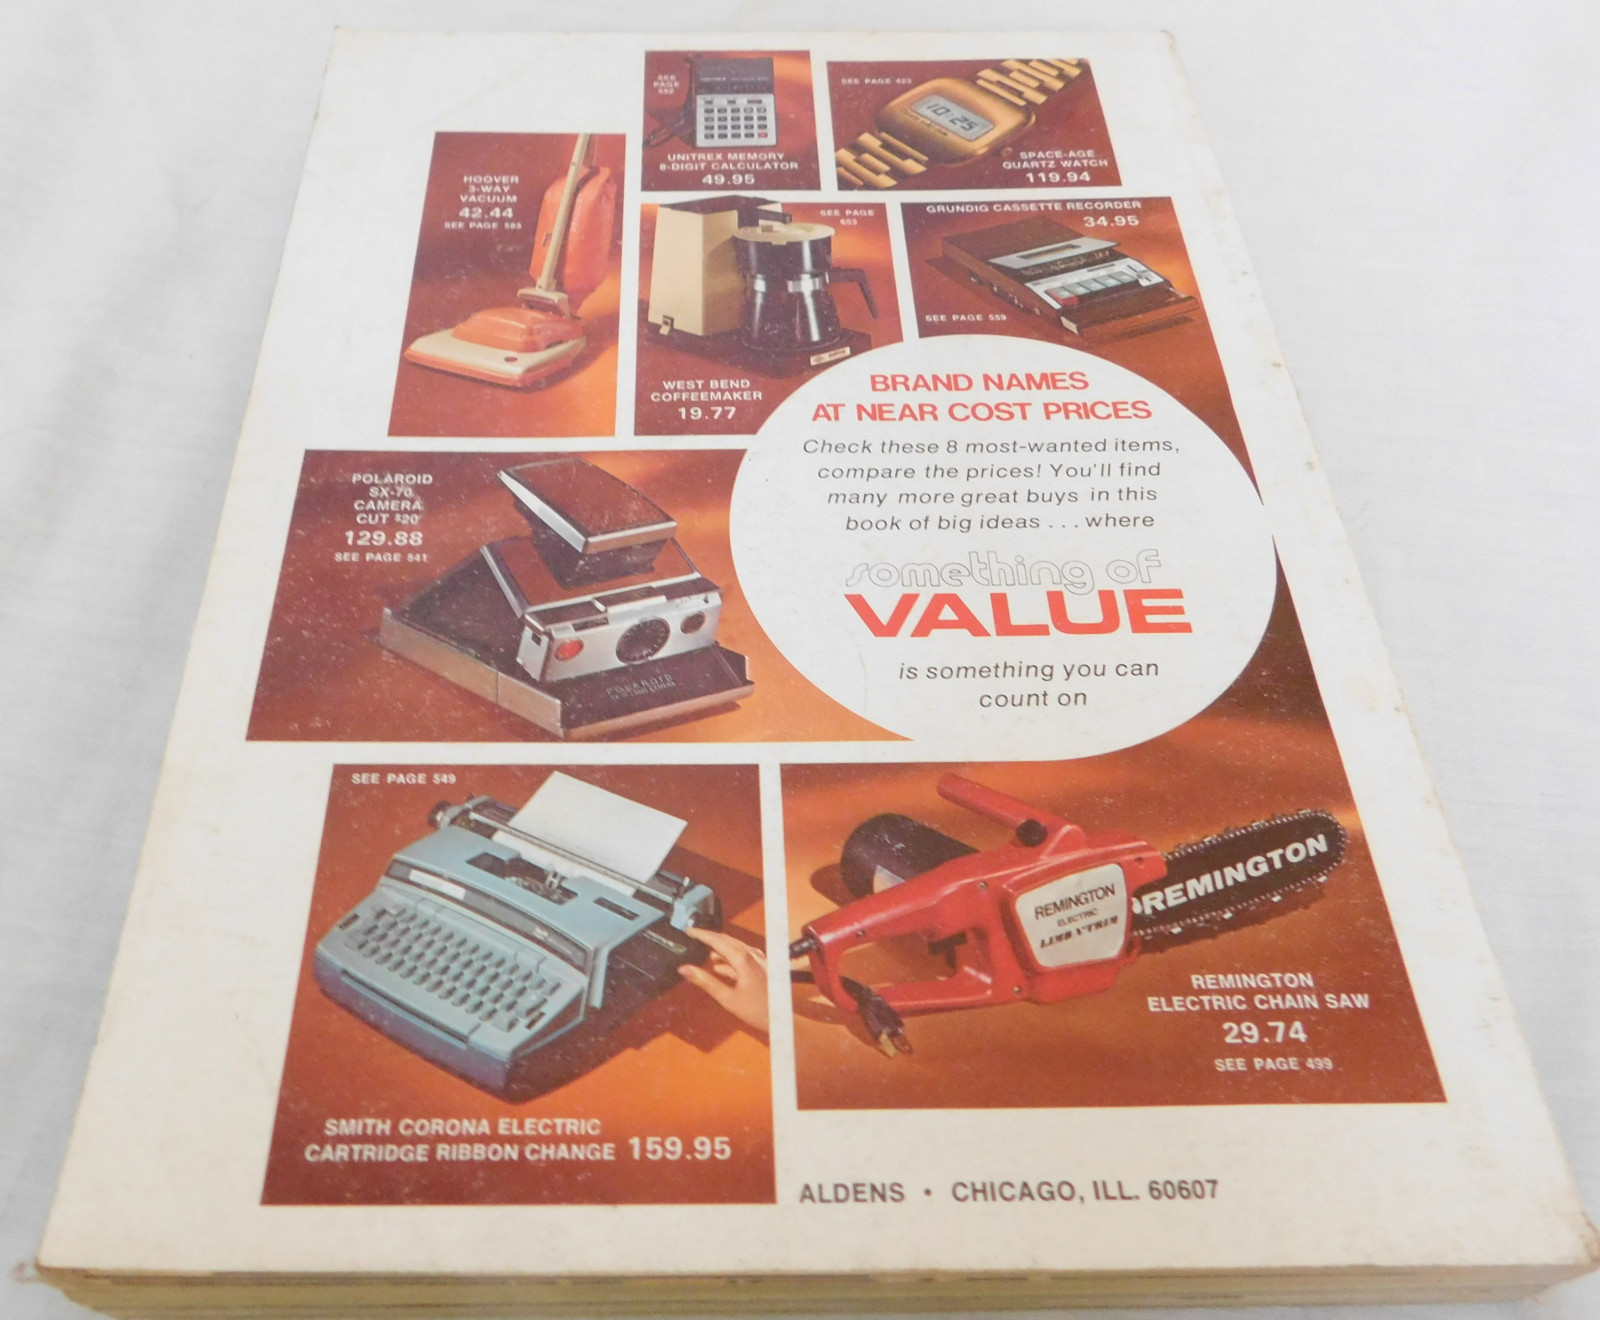 SEE
PAGE
552
UNITREX MEMORY
8-DIGIT CALCULATOR
49.95
SEE PAGE 423
10:25
SPACE-AGE
QUARTZ WATCH
119.94
HOOVER
3-WAY
VACUUM
42.44
SEE PAGE 583
SEE PAGE
603
WEST BEND
COFFEEMAKER
19.77
GRUNDIG CASSETTE RECORDER
34.95
SEE PAGE 559
BRAND NAMES
AT NEAR COST PRICES
Check these 8 most-wanted items,
compare the prices! You'll find
many more great buys in this
book of big ideas . . . where
something of
VALUE
is something you can
count on
POLAROID
SX-70
CAMERA
CUT $20
129.88
SEE PAGE 541
POLAROID
SEE PAGE 549
SMITH CORONA ELECTRIC
CARTRIDGE RIBBON CHANGE 159.95
REMINGTON
ELECTRIC
LIMB N' TRIM
REMINGTON
REMINGTON
ELECTRIC CHAIN SAW
29.74
SEE PAGE 499
ALDENS • CHICAGO, ILL. 60607